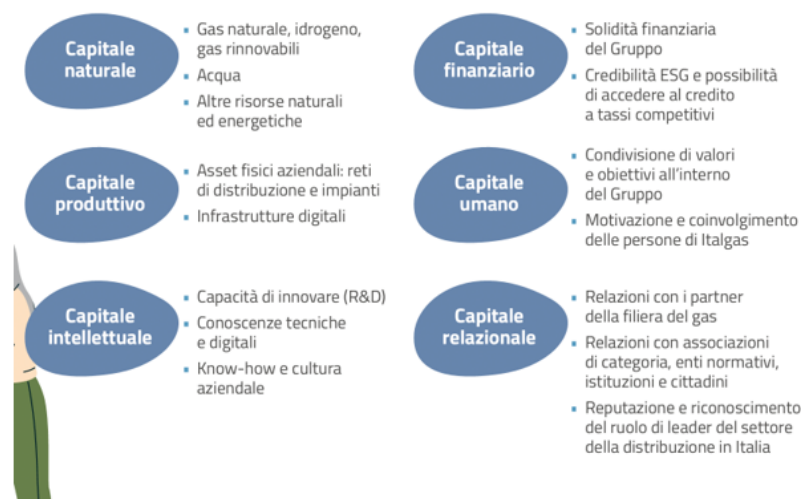 Capitale
naturale
Gas naturale, idrogeno,
gas rinnovabili
Acqua
Altre risorse naturali
ed energetiche
Capitale
finanziario
Solidità finanziaria
del Gruppo
Credibilità ESG e possibilità
di accedere al credito
a tassi competitivi
Capitale
produttivo
Asset fisici aziendali: reti
di distribuzione e impianti
Infrastrutture digitali
Capitale
umano
Condivisione di valori
e obiettivi all'interno
del Gruppo
Motivazione e coinvolgimento
delle persone di Italgas
Capitale
intellettuale
Capacità di innovare (R&D)
Conoscenze tecniche
e digitali
Know-how e cultura
aziendale
Capitale
relazionale
Relazioni con i partner
della filiera del gas
Relazioni con associazioni
di categoria, enti normativi,
istituzioni e cittadini
Reputazione e riconoscimento
del ruolo di leader del settore
della distribuzione in Italia